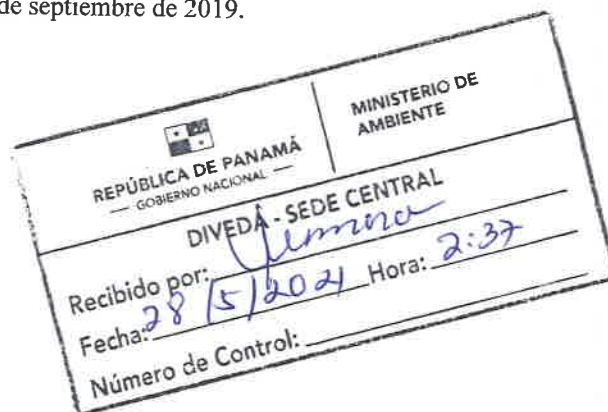 de septiembre de 2019.
REPÚBLICA DE PANAMÁ
— GOBIERNO NACIONAL —
MINISTERIO DE
AMBIENTE
DIVEDA - SEDE CENTRAL
Recibido por:
Fecha: 28/5/2021 Hora: 2:37
Número de Control: